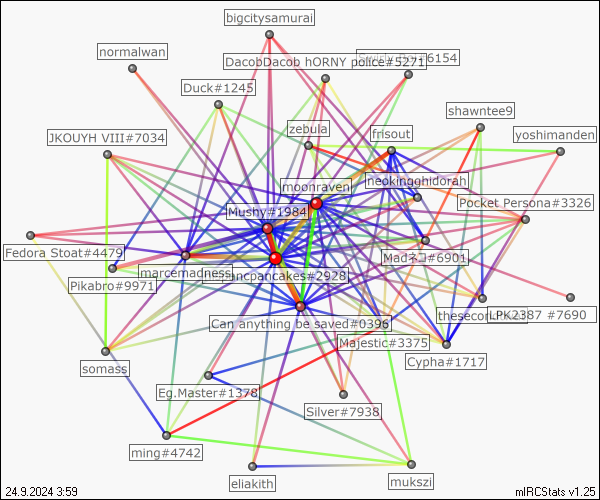 bigcitysamurai
normalwan
DacobDacob hORNY police#5271
6154
Duck#1245
shawntee9
zebula
frisout
yoshimanden
JKOUYH VIII#7034
moonraven
neokingghidorah
Pocket Persona#3326
Mushy#1984
Fedora Stoat#4479
Madネコ#6901
marcemadness
ancpancakes#2928
Pikabro#9971
LPK2387 #7690
Can anything be saved#0396
Majestic#3375
somass
Cypha#1717
Eg.Master#1378
Silver#7938
ming#4742
eliakith
mukszi
24.9.2024 3:59
mIRCStats v1.25